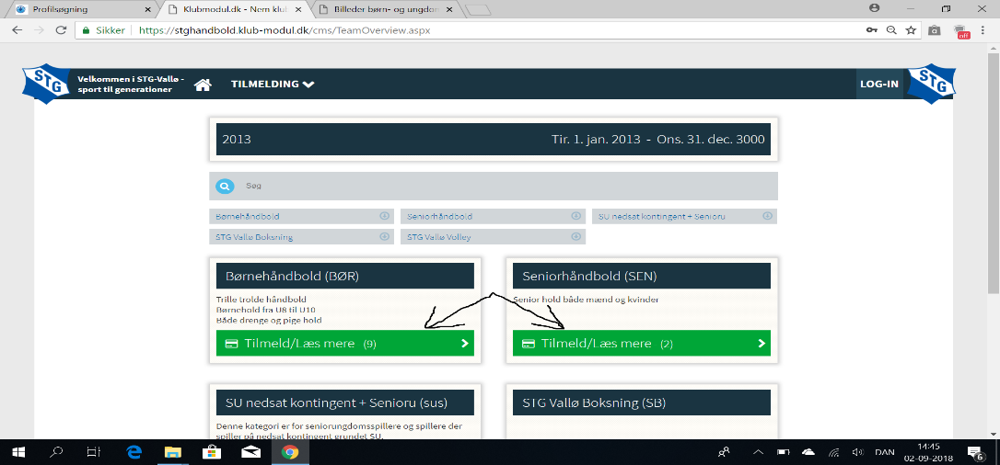 Profilsøgning
Klubmodul.dk - Nem klu
Billeder børn- og ungdon
Sikker
https://stghandbold.klub-modul.dk/cms/TeamOverview.aspx
off
STG
Velkommen i STG-Vallø -
sport til generationer
TILMELDING
LOG-IN
STG
2013
Tir. 1. jan. 2013 - Ons. 31. dec. 3000
Søg
Børnehåndbold
Seniorhåndbold
SU nedsat kontingent + Senioru
STG Vallø Boksning
STG Vallø Volley
Børnehåndbold (BØR)
Trille trolde håndbold
Børnehold fra U8 til U10
Både drenge og pige hold
Tilmeld/Læs mere (9)
Seniorhåndbold (SEN)
Senior hold både mænd og kvinder
Tilmeld/Læs mere (2)
SU nedsat kontingent + Senioru (sus)
Denne kategori er for seniorungdomsspillere og spillere der
spiller på nedsat kontingent grundet SU.
STG Vallø Boksning (SB)
DAN
14:45
02-09-2018
6